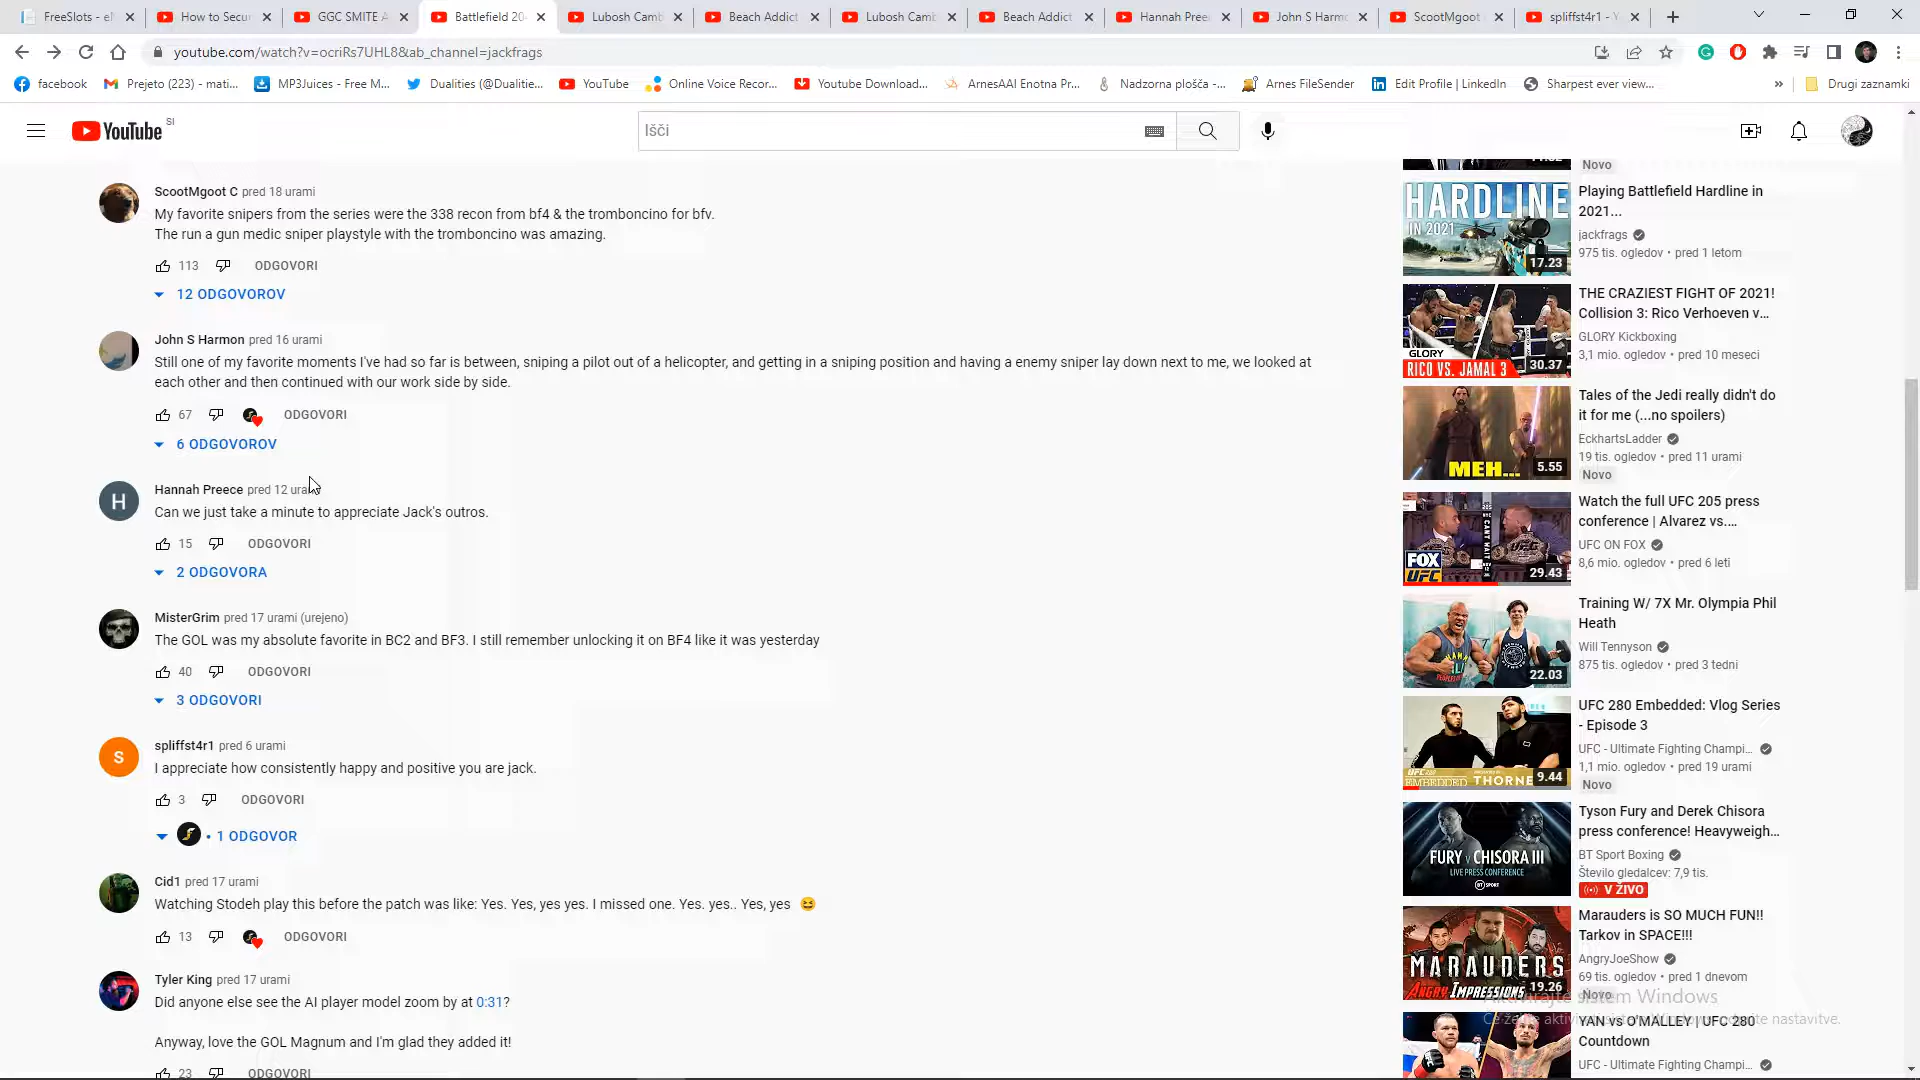 FreeSlots - el
How to Secur
GGC SMITE A
Battlefield 20
Lubosh Camb
Beach Addict
Lubosh Camb
Beach Addict
Hannah Pree
John S Harmo
ScootMgoot
spliffst4r1 - Y
youtube.com/watch?v=ocriRs7UHL8&ab_channel=jackfrags
facebook
Prejeto (223) - mati...
MP3Juices - Free M...
Dualities (@Dualitie...
YouTube
Online Voice Recor...
Youtube Download...
ArnesAAI Enotna Pr...
Nadzorna plošča -...
Arnes FileSender
Edit Profile | LinkedIn
Sharpest ever view...
»
Drugi zaznamki
YouTube SI
Išči
ScootMgoot C pred 18 urami
My favorite snipers from the series were the 338 recon from bf4 & the tromboncino for bfv.
The run a gun medic sniper playstyle with the tromboncino was amazing.
113 ODGOVORI
12 ODGOVOROV
John S Harmon pred 16 urami
Still one of my favorite moments I've had so far is between, sniping a pilot out of a helicopter, and getting in a sniping position and having a enemy sniper lay down next to me, we looked at
each other and then continued with our work side by side.
67 ODGOVORI
6 ODGOVOROV
Hannah Preece pred 12 urami
Can we just take a minute to appreciate Jack's outros.
15 ODGOVORI
2 ODGOVORA
MisterGrim pred 17 urami (urejeno)
The GOL was my absolute favorite in BC2 and BF3. I still remember unlocking it on BF4 like it was yesterday
40 ODGOVORI
3 ODGOVORI
S
spliffst4r1 pred 6 urami
I appreciate how consistently happy and positive you are jack.
3 ODGOVORI
• 1 ODGOVOR
Cid1 pred 17 urami
Watching Stodeh play this before the patch was like: Yes. Yes, yes yes. I missed one. Yes. yes.. Yes, yes 😆
13 ODGOVORI
Tyler King pred 17 urami
Did anyone else see the AI player model zoom by at 0:31?
Anyway, love the GOL Magnum and I'm glad they added it!
23 ODGOVORI
Novo
HARDLINE
IN 2021
17.23
Playing Battlefield Hardline in
2021...
jackfrags
975 tis. ogledov • pred 1 letom
GLORY
RICO VS. JAMAL 3
30.37
THE CRAZIEST FIGHT OF 2021!
Collision 3: Rico Verhoeven v...
GLORY Kickboxing
3,1 mio. ogledov • pred 10 meseci
MEH...
5.55
Tales of the Jedi really didn't do
it for me (...no spoilers)
EckhartsLadder
19 tis. ogledov • pred 11 urami
Novo
FOX
UFC
29.43
Watch the full UFC 205 press
conference | Alvarez vs....
UFC ON FOX
8,6 mio. ogledov • pred 6 leti
22.03
Training W/ 7X Mr. Olympia Phil
Heath
Will Tennyson
875 tis. ogledov • pred 3 tedni
UFC 280
EMBEDDED THORNE
9.44
UFC 280 Embedded: Vlog Series
- Episode 3
UFC - Ultimate Fighting Champi...
1,1 mio. ogledov • pred 19 urami
Novo
FURY V CHISORA III
LIVE PRESS CONFERENCE
BT SPORT
Tyson Fury and Derek Chisora
press conference! Heavyweigh...
BT Sport Boxing
Število gledalcev: 7,9 tis.
V ŽIVO
MARAUDERS
ANGRY IMPRESSIONS
19.26
Marauders is SO MUCH FUN!!
Tarkov in SPACE!!!
AngryJoeShow
69 tis. ogledov • pred 1 dnevom
Novo
Aktivirajte sistem Windows
YAN vs O'MALLEY | UFC 280
Countdown
UFC - Ultimate Fighting Champi...